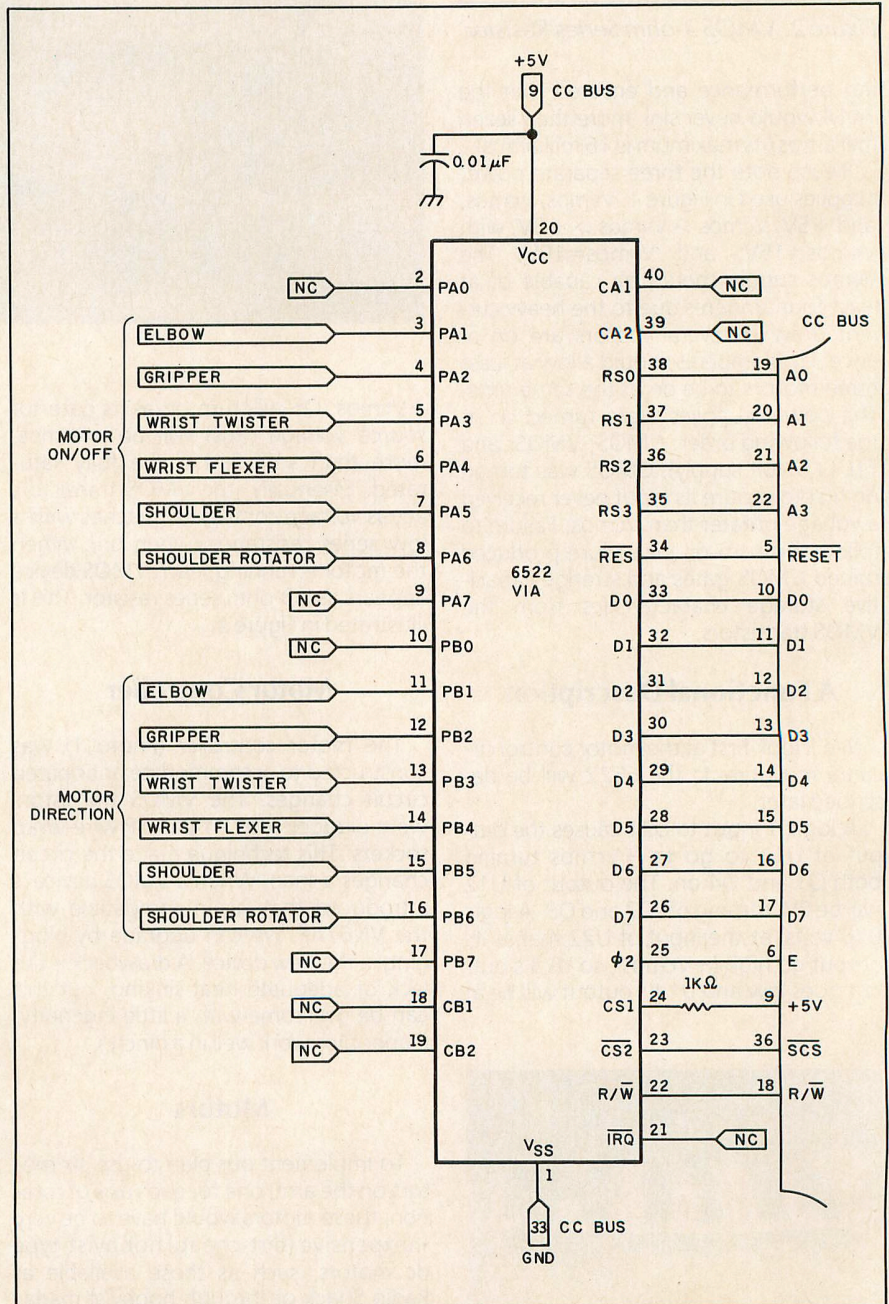 +5V
9 CC BUS
0.01μF
20
VCC
NC 2 PA0 CA1 40 NC
ELBOW 3 PA1 CA2 39 NC
CC BUS
GRIPPER 4 PA2 RS0 38 19 A0
WRIST TWISTER 5 PA3 RS1 37 20 A1
MOTOR
ON/OFF
WRIST FLEXER 6 PA4 RS2 36 21 A2
SHOULDER 7 PA5 RS3 35 22 A3
SHOULDER ROTATOR 8 PA6 RES 34 5 RESET
6522
VIA
NC 9 PA7 D0 33 10 D0
NC 10 PB0 D1 32 11 D1
ELBOW 11 PB1 D2 31 12 D2
GRIPPER 12 PB2 D3 30 13 D3
WRIST TWISTER 13 PB3 D4 29 14 D4
MOTOR
DIRECTION
WRIST FLEXER 14 PB4 D5 28 15 D5
SHOULDER 15 PB5 D6 27 16 D6
SHOULDER ROTATOR 16 PB6 D7 26 17 D7
NC 17 PB7 ϕ2 25 6 E
1KΩ
NC 18 CB1 CS1 24 9 +5V
NC 19 CB2 CS2 23 36 SCS
R/W 22 18 R/W
IRQ 21 NC
VSS
1
33 CC BUS
GND